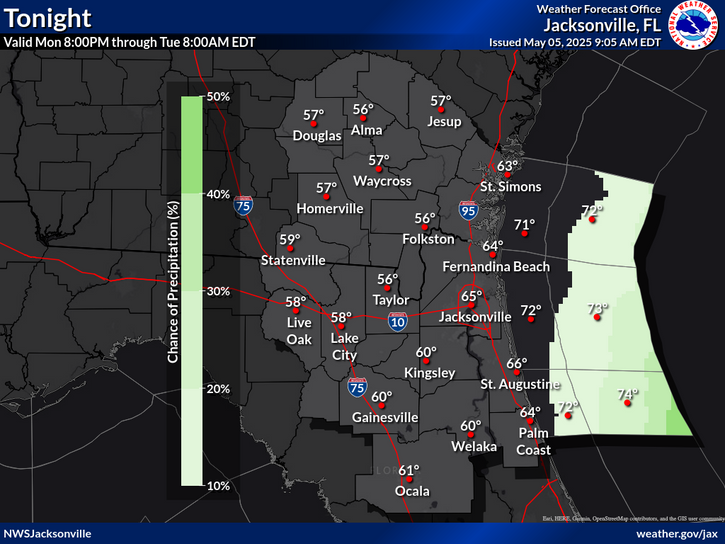 Tonight
Valid Mon 8:00PM through Tue 8:00AM EDT
Weather Forecast Office
Jacksonville, FL
Issued May 05, 2025 9:05 AM EDT
NATIONAL WEATHER SERVICE
Chance of Precipitation (%)
50%
40%
30%
20%
10%
57°
Douglas
56°
Alma
57°
Jesup
57°
Waycross
63°
St. Simons
57°
Homerville
75
95
72°
71°
56°
Folkston
59°
Statenville
64°
Fernandina Beach
56°
Taylor
65°
Jacksonville
58°
Live
Oak
58°
Lake
City
10
72°
73°
60°
Kingsley
66°
St. Augustine
75
60°
Gainesville
64°
Palm
Coast
72°
74°
60°
Welaka
61°
Ocala
Esri, HERE, Garmin, OpenStreetMap contributors, and the GIS user community
NWSJacksonville
weather.gov/jax